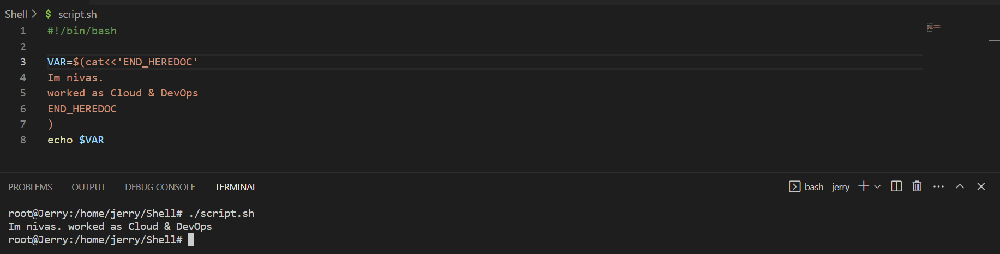 Shell > $ script.sh
1 #!/bin/bash
2
3 VAR=$(cat<<'END_HEREDOC'
4 Im nivas.
5 worked as Cloud & DevOps
6 END_HEREDOC
7 )
8 echo $VAR
PROBLEMS OUTPUT DEBUG CONSOLE TERMINAL bash - jerry
root@Jerry:/home/jerry/Shell# ./script.sh
Im nivas. worked as Cloud & DevOps
root@Jerry:/home/jerry/Shell#